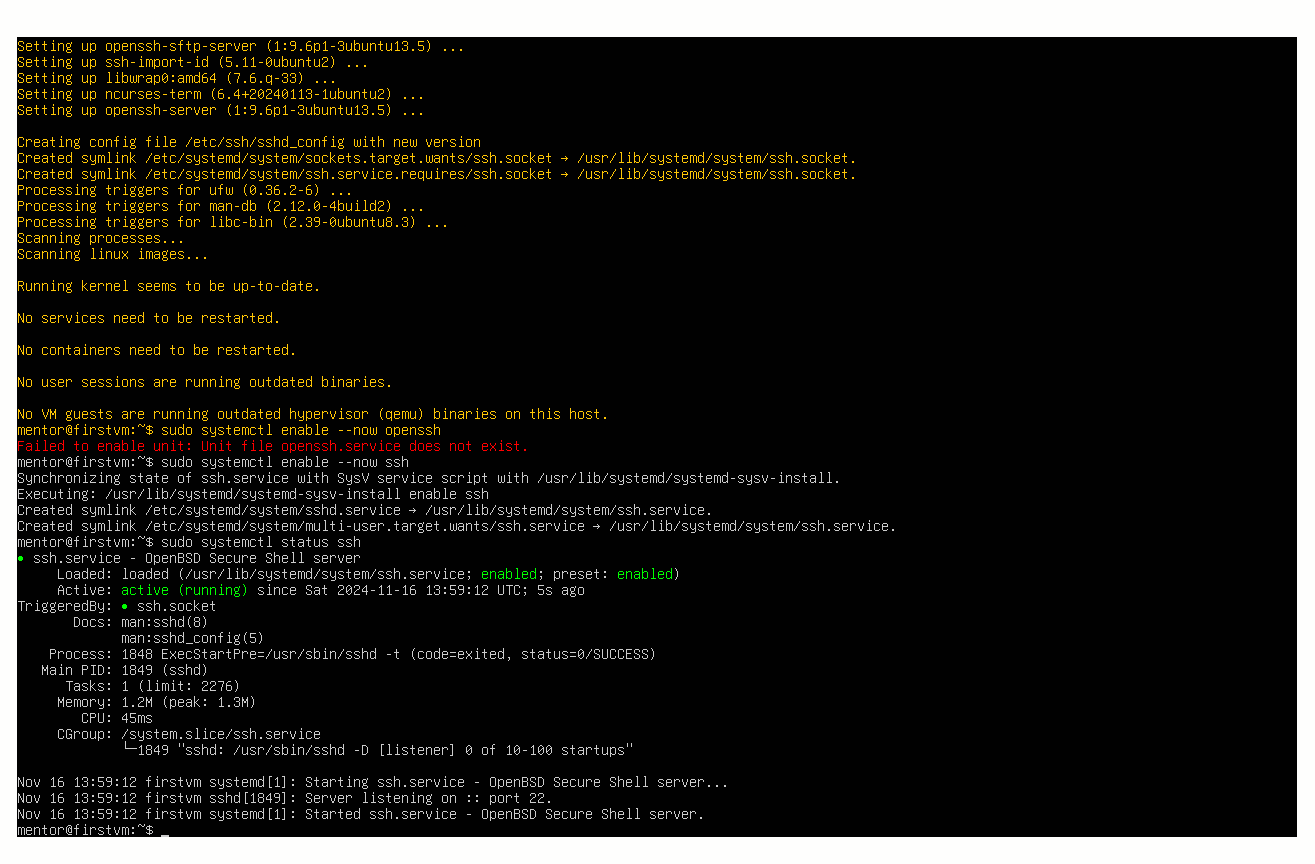 Setting up openssh-sftp-server (1:9.6p1-3ubuntu13.5) ...
Setting up ssh-import-id (5.11-0ubuntu2) ...
Setting up libwrap0:amd64 (7.6.q-33) ...
Setting up ncurses-term (6.4+20240113-1ubuntu2) ...
Setting up openssh-server (1:9.6p1-3ubuntu13.5) ...
Creating config file /etc/ssh/sshd_config with new version
Created symlink /etc/systemd/system/sockets.target.wants/ssh.socket → /usr/lib/systemd/system/ssh.socket.
Created symlink /etc/systemd/system/ssh.service.requires/ssh.socket → /usr/lib/systemd/system/ssh.socket.
Processing triggers for ufw (0.36.2-6) ...
Processing triggers for man-db (2.12.0-4build2) ...
Processing triggers for libc-bin (2.39-0ubuntu8.3) ...
Scanning processes...
Scanning linux images...
Running kernel seems to be up-to-date.
No services need to be restarted.
No containers need to be restarted.
No user sessions are running outdated binaries.
No VM guests are running outdated hypervisor (qemu) binaries on this host.
mentor@firstvm:~$ sudo systemctl enable --now openssh
Failed to enable unit: Unit file openssh.service does not exist.
mentor@firstvm:~$ sudo systemctl enable --now ssh
Synchronizing state of ssh.service with SysV service script with /usr/lib/systemd/systemd-sysv-install.
Executing: /usr/lib/systemd/systemd-sysv-install enable ssh
Created symlink /etc/systemd/system/sshd.service → /usr/lib/systemd/system/ssh.service.
Created symlink /etc/systemd/system/multi-user.target.wants/ssh.service → /usr/lib/systemd/system/ssh.service.
mentor@firstvm:~$ sudo systemctl status ssh
● ssh.service - OpenBSD Secure Shell server
     Loaded: loaded (/usr/lib/systemd/system/ssh.service; enabled; preset: enabled)
     Active: active (running) since Sat 2024-11-16 13:59:12 UTC; 5s ago
TriggeredBy: ● ssh.socket
       Docs: man:sshd(8)
             man:sshd_config(5)
    Process: 1848 ExecStartPre=/usr/sbin/sshd -t (code=exited, status=0/SUCCESS)
   Main PID: 1849 (sshd)
      Tasks: 1 (limit: 2276)
     Memory: 1.2M (peak: 1.3M)
        CPU: 45ms
     CGroup: /system.slice/ssh.service
             └─1849 "sshd: /usr/sbin/sshd -D [listener] 0 of 10-100 startups"
Nov 16 13:59:12 firstvm systemd[1]: Starting ssh.service - OpenBSD Secure Shell server...
Nov 16 13:59:12 firstvm sshd[1849]: Server listening on :: port 22.
Nov 16 13:59:12 firstvm systemd[1]: Started ssh.service - OpenBSD Secure Shell server.
mentor@firstvm:~$ _